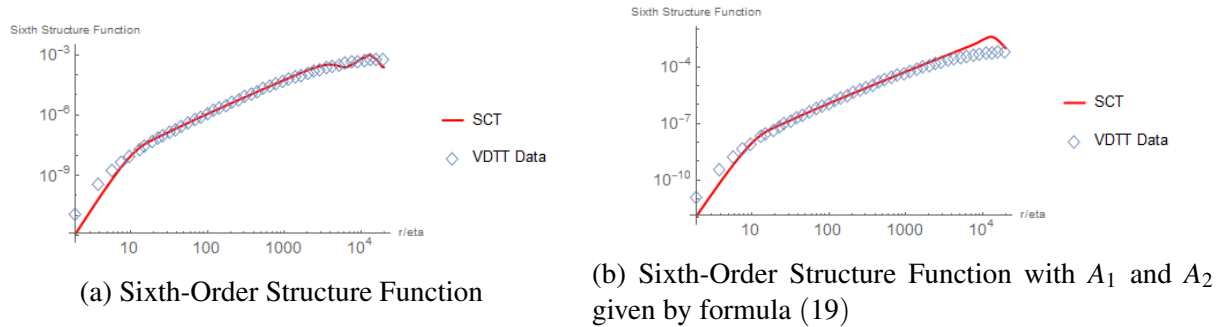 Sixth Structure Function
10^-3
10^-6
10^-9
10
100
1000
10^4
r/eta
SCT
VDTT Data
(a) Sixth-Order Structure Function
Sixth Structure Function
10^-4
10^-7
10^-10
10
100
1000
10^4
r/eta
SCT
VDTT Data
(b) Sixth-Order Structure Function with A_1 and A_2
given by formula (19)